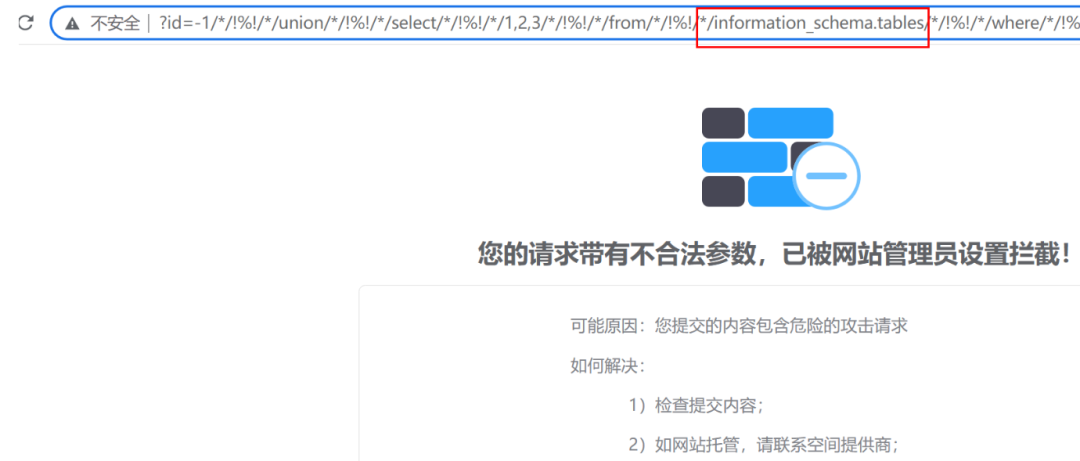 不安全 | ?id=-1/*/!%!/*/union/*/!%!/*/select/*/!%!/*/1,2,3/*/!%!/*/from/*/!%!/*/information_schema.tables/*/!%!/*/where/*/!%
您的请求带有不合法参数，已被网站管理员设置拦截！
可能原因：您提交的内容包含危险的攻击请求
如何解决：
1）检查提交内容；
2）如网站托管，请联系空间提供商；